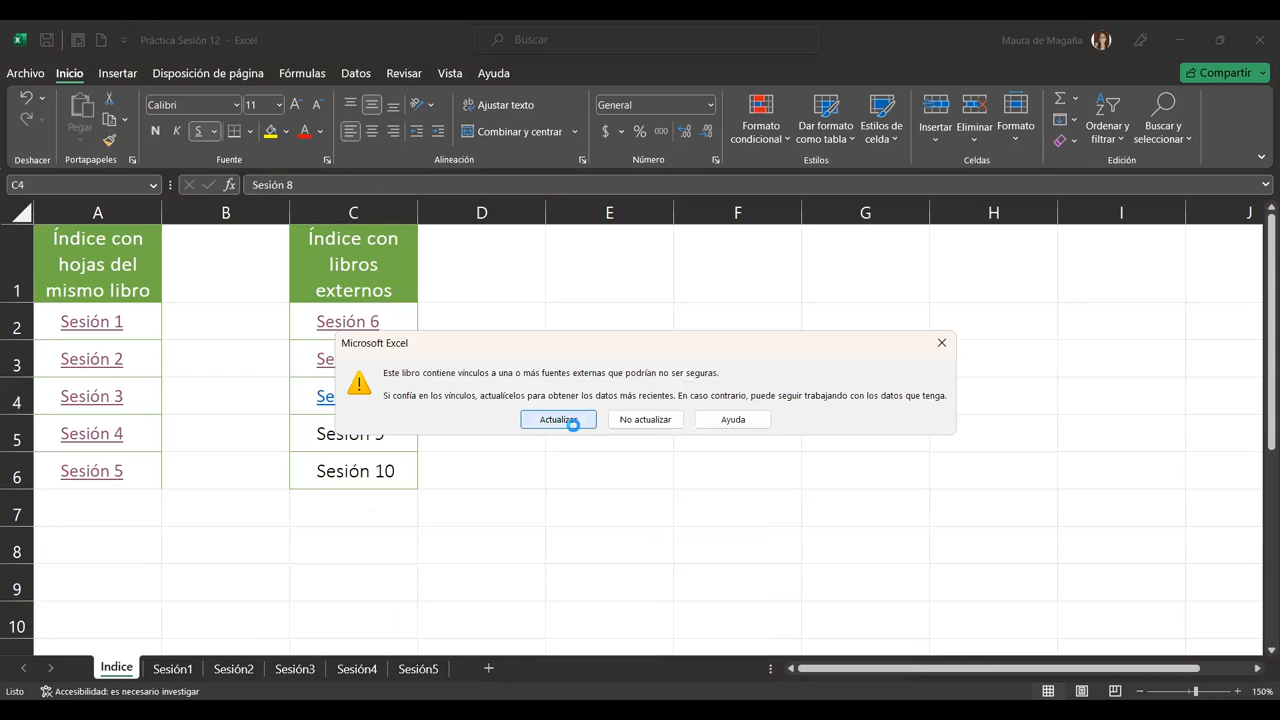 Práctica Sesión 12 - Excel
Buscar
Maura de Magaña
Archivo Inicio Insertar Disposición de página Fórmulas Datos Revisar Vista Ayuda
Compartir
Pegar
Calibri 11
N K S
Ajustar texto
Combinar y centrar
General
$ % 000
Formato condicional
Dar formato como tabla
Estilos de celda
Insertar
Eliminar
Formato
Ordenar y filtrar
Buscar y seleccionar
Deshacer Portapapeles Fuente Alineación Número Estilos Celdas Edición
C4
fx Sesión 8
A B C D E F G H I J
1
Índice con hojas del mismo libro
Índice con libros externos
2 Sesión 1 Sesión 6
3 Sesión 2 Se
4 Sesión 3 Se
5 Sesión 4 Sesión 9
6 Sesión 5 Sesión 10
7
8
9
10
Microsoft Excel
Este libro contiene vínculos a una o más fuentes externas que podrían no ser seguras.
Si confía en los vínculos, actualícelos para obtener los datos más recientes. En caso contrario, puede seguir trabajando con los datos que tenga.
Actualizar No actualizar Ayuda
Indice Sesión1 Sesión2 Sesión3 Sesión4 Sesión5
Listo Accesibilidad: es necesario investigar 150%